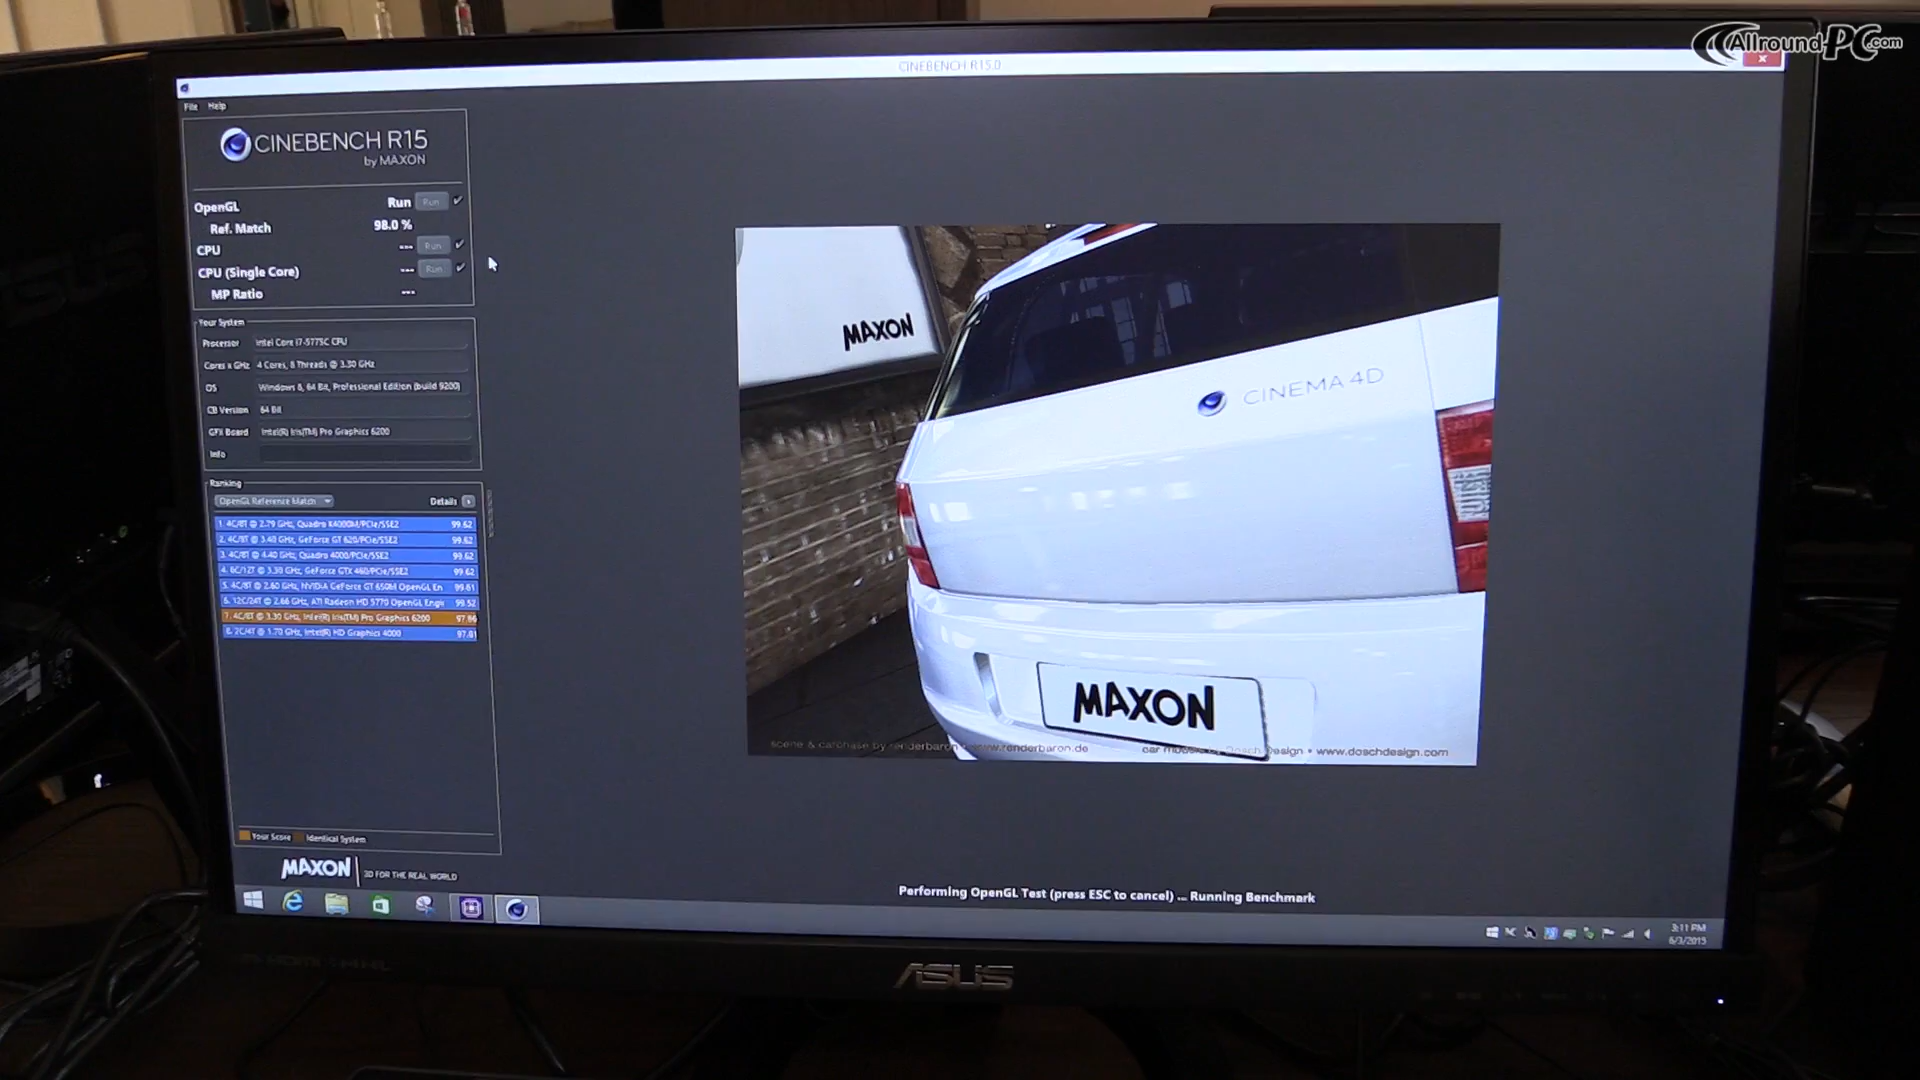 AllroundPC.com
CINEBENCH R15.0
File Help
CINEBENCH R15
by MAXON
OpenGL Run Run
Ref. Match 98.0 %
CPU --- Run
CPU (Single Core) --- Run
MP Ratio ---
Your System
Processor Intel Core i7-5775C CPU
Cores x GHz 4 Cores, 8 Threads @ 3.30 GHz
OS Windows 8, 64 Bit, Professional Edition (build 9200)
CB Version 64 Bit
GFX Board Intel(R) Iris(TM) Pro Graphics 6200
Info
Ranking
OpenGL Reference Match Details
1. 4C/8T @ 2.79 GHz, Quadro K4000M/PCIe/SSE2 99.62
2. 4C/8T @ 3.40 GHz, GeForce GT 620/PCIe/SSE2 99.62
3. 4C/8T @ 4.40 GHz, Quadro 4000/PCIe/SSE2 99.62
4. 6C/12T @ 3.30 GHz, GeForce GTX 460/PCIe/SSE2 99.62
5. 4C/8T @ 2.60 GHz, NVIDIA GeForce GT 650M OpenGL En 99.61
6. 12C/24T @ 2.66 GHz, ATI Radeon HD 5770 OpenGL Engin 99.52
7. 4C/8T @ 3.30 GHz, Intel(R) Iris(TM) Pro Graphics 6200 97.86
8. 2C/4T @ 1.70 GHz, Intel(R) HD Graphics 4000 97.81
Your Score Identical System
MAXON 3D FOR THE REAL WORLD
MAXON
CINEMA 4D
MAXON
scene & carchase by renderbaron • www.renderbaron.de
car models by Dosch Design • www.doschdesign.com
Performing OpenGL Test (press ESC to cancel) ... Running Benchmark
3:11 PM
6/3/2015
ASUS